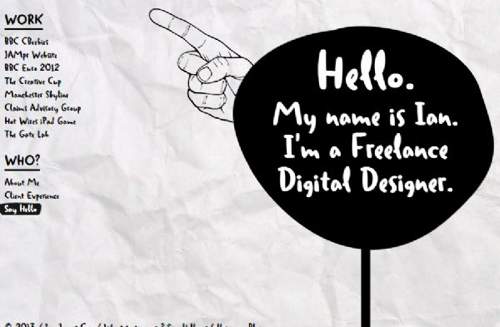 WORK
BBC CBeebies
JAMpr Website
BBC Euro 2012
The Creative Cup
Manchester Skyline
Claims Advisory Group
Hot Wires iPad Game
The Gate Lab
WHO?
About Me
Client Experience
Say Hello
Hello.
My name is Ian.
I'm a Freelance
Digital Designer.
© 2013